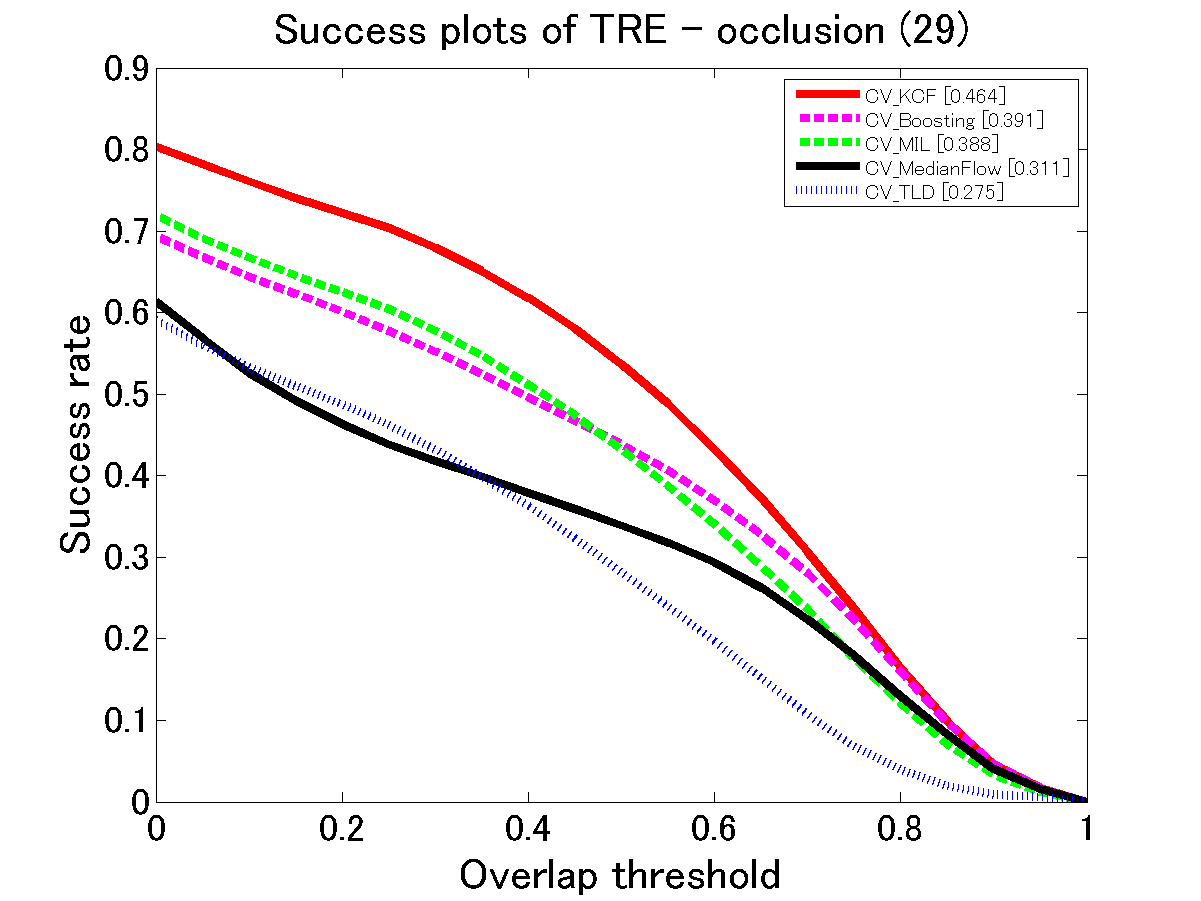 Success plots of TRE - occlusion (29)
CV_KCF [0.464]
CV_Boosting [0.391]
CV_MIL [0.388]
CV_MedianFlow [0.311]
CV_TLD [0.275]
Success rate
0.9
0.8
0.7
0.6
0.5
0.4
0.3
0.2
0.1
0
0 0.2 0.4 0.6 0.8 1
Overlap threshold